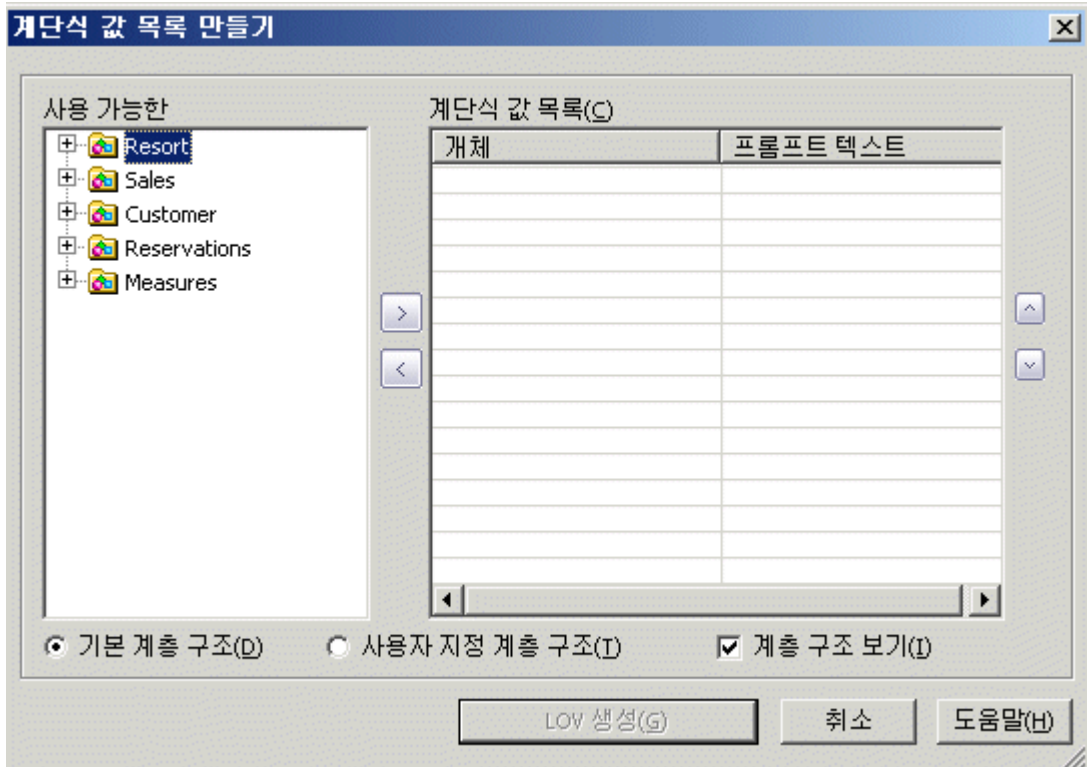 계단식 값 목록 만들기
사용 가능한
계단식 값 목록(C)
Resort
Sales
Customer
Reservations
Measures
개체
프롬프트 텍스트
>
<
기본 계층 구조(D)
사용자 지정 계층 구조(T)
계층 구조 보기(I)
LOV 생성(G)
취소
도움말(H)